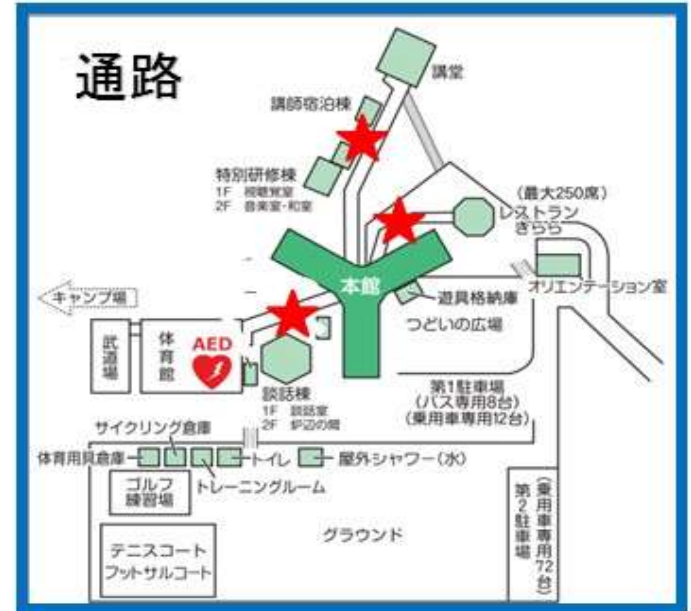 通路
講堂
講師宿泊棟
特別研修棟
1F 視聴覚室
2F 音楽室・和室
(最大250席)
レストラン
きらら
本館
オリエンテーション室
遊具格納庫
つどいの広場
キャンプ場
武道場
体育館
AED
談話棟
1F 談話室
2F 炉辺の間
第1駐車場
(バス専用8台)
(乗用車専用12台)
サイクリング倉庫
体育用具倉庫
トイレ
屋外シャワー(水)
ゴルフ
練習場
トレーニングルーム
グラウンド
テニスコート
フットサルコート
第2駐車場
(乗用車専用72台)